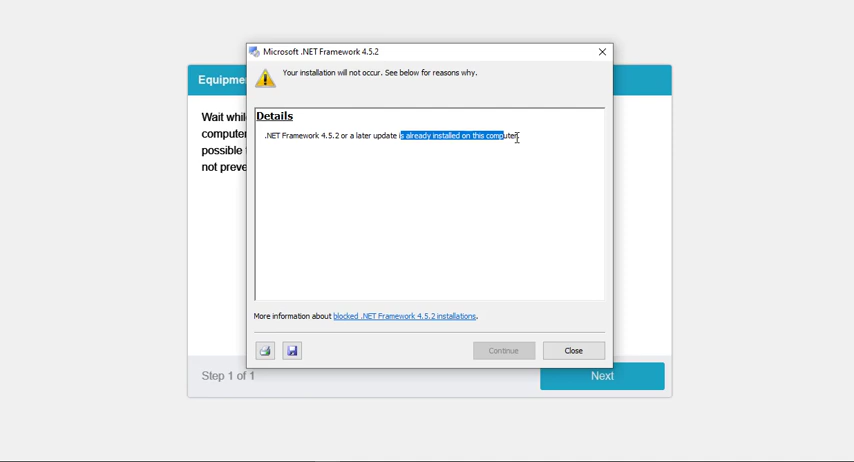 Microsoft .NET Framework 4.5.2
Equipme
Your installation will not occur. See below for reasons why.
Wait whil
computer
possible
not preve
Details
.NET Framework 4.5.2 or a later update is already installed on this computer.
More information about blocked .NET Framework 4.5.2 installations.
Continue
Close
Step 1 of 1
Next